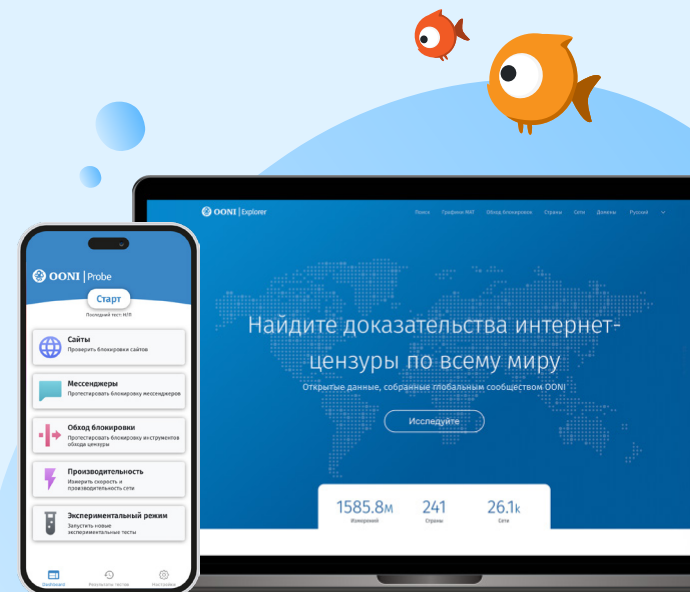 OONI | Explorer
Поиск Графики MAT Обход блокировок Страны Сети Домены Русский
Найдите доказательства интернет-
цензуры по всему миру
Открытые данные, собранные глобальным сообществом OONI
Исследуйте
1585.8M 241 26.1k
Измерений Страны Сети
OONI | Probe
Старт
Последний тест: Н/Л
Сайты
Проверить блокировки сайтов
Мессенджеры
Протестировать блокировку мессенджеров
Обход блокировки
Протестировать блокировку инструментов
обхода цензуры
Производительность
Измерить скорость и
производительность сети
Экспериментальный режим
Запустить новые
экспериментальные тесты
Dashboard Результаты тестов Настройки